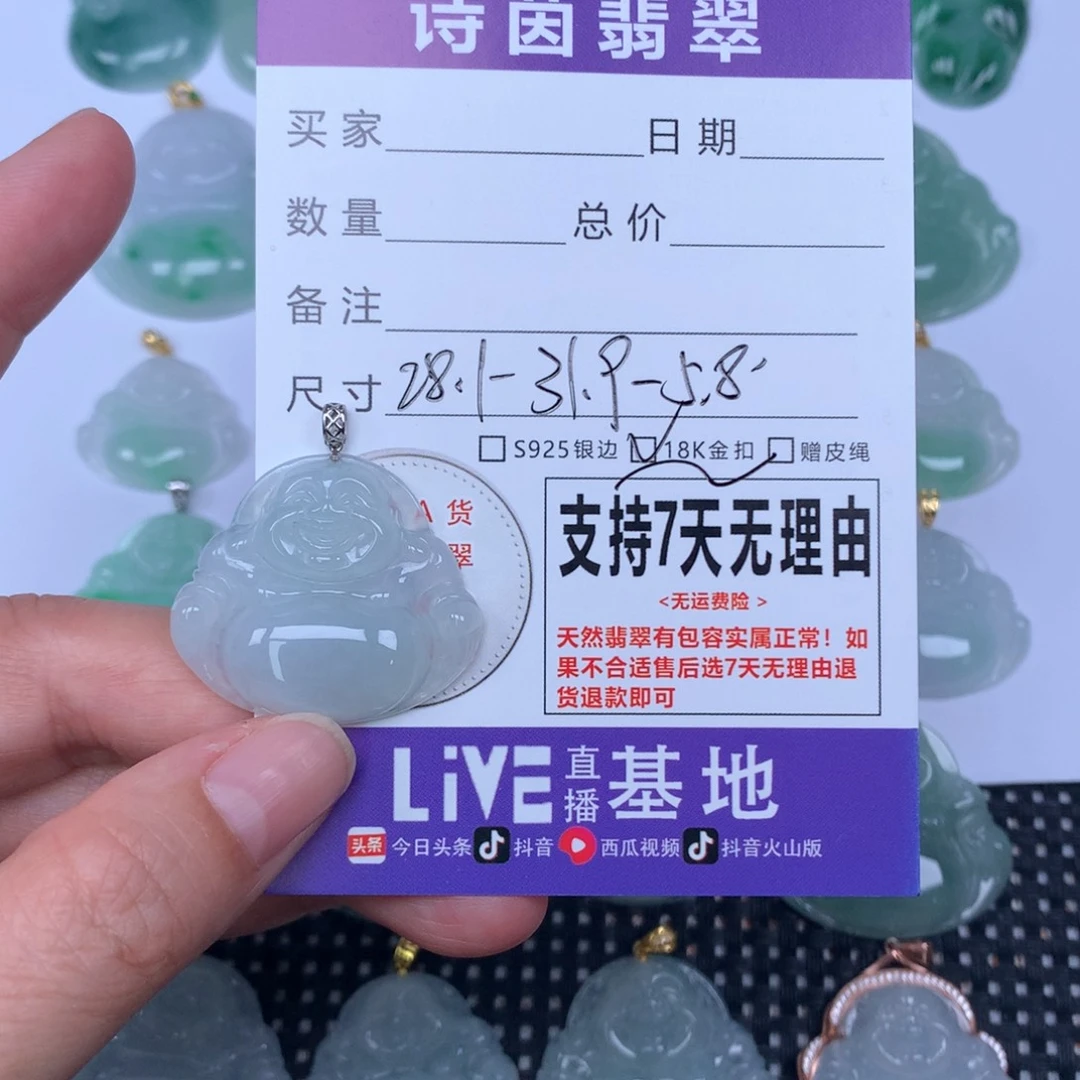 诗茵翡翠
买家 日期
数量 总价
备注
尺寸 28.1-31.9-5.8
S925银边 18K金扣 赠皮绳
A货
翠
支持7天无理由
<无运费险>
天然翡翠有包容实属正常！如
果不合适售后选7天无理由退
货退款即可
LiVE直播基地
头条 今日头条 抖音 西瓜视频 抖音火山版